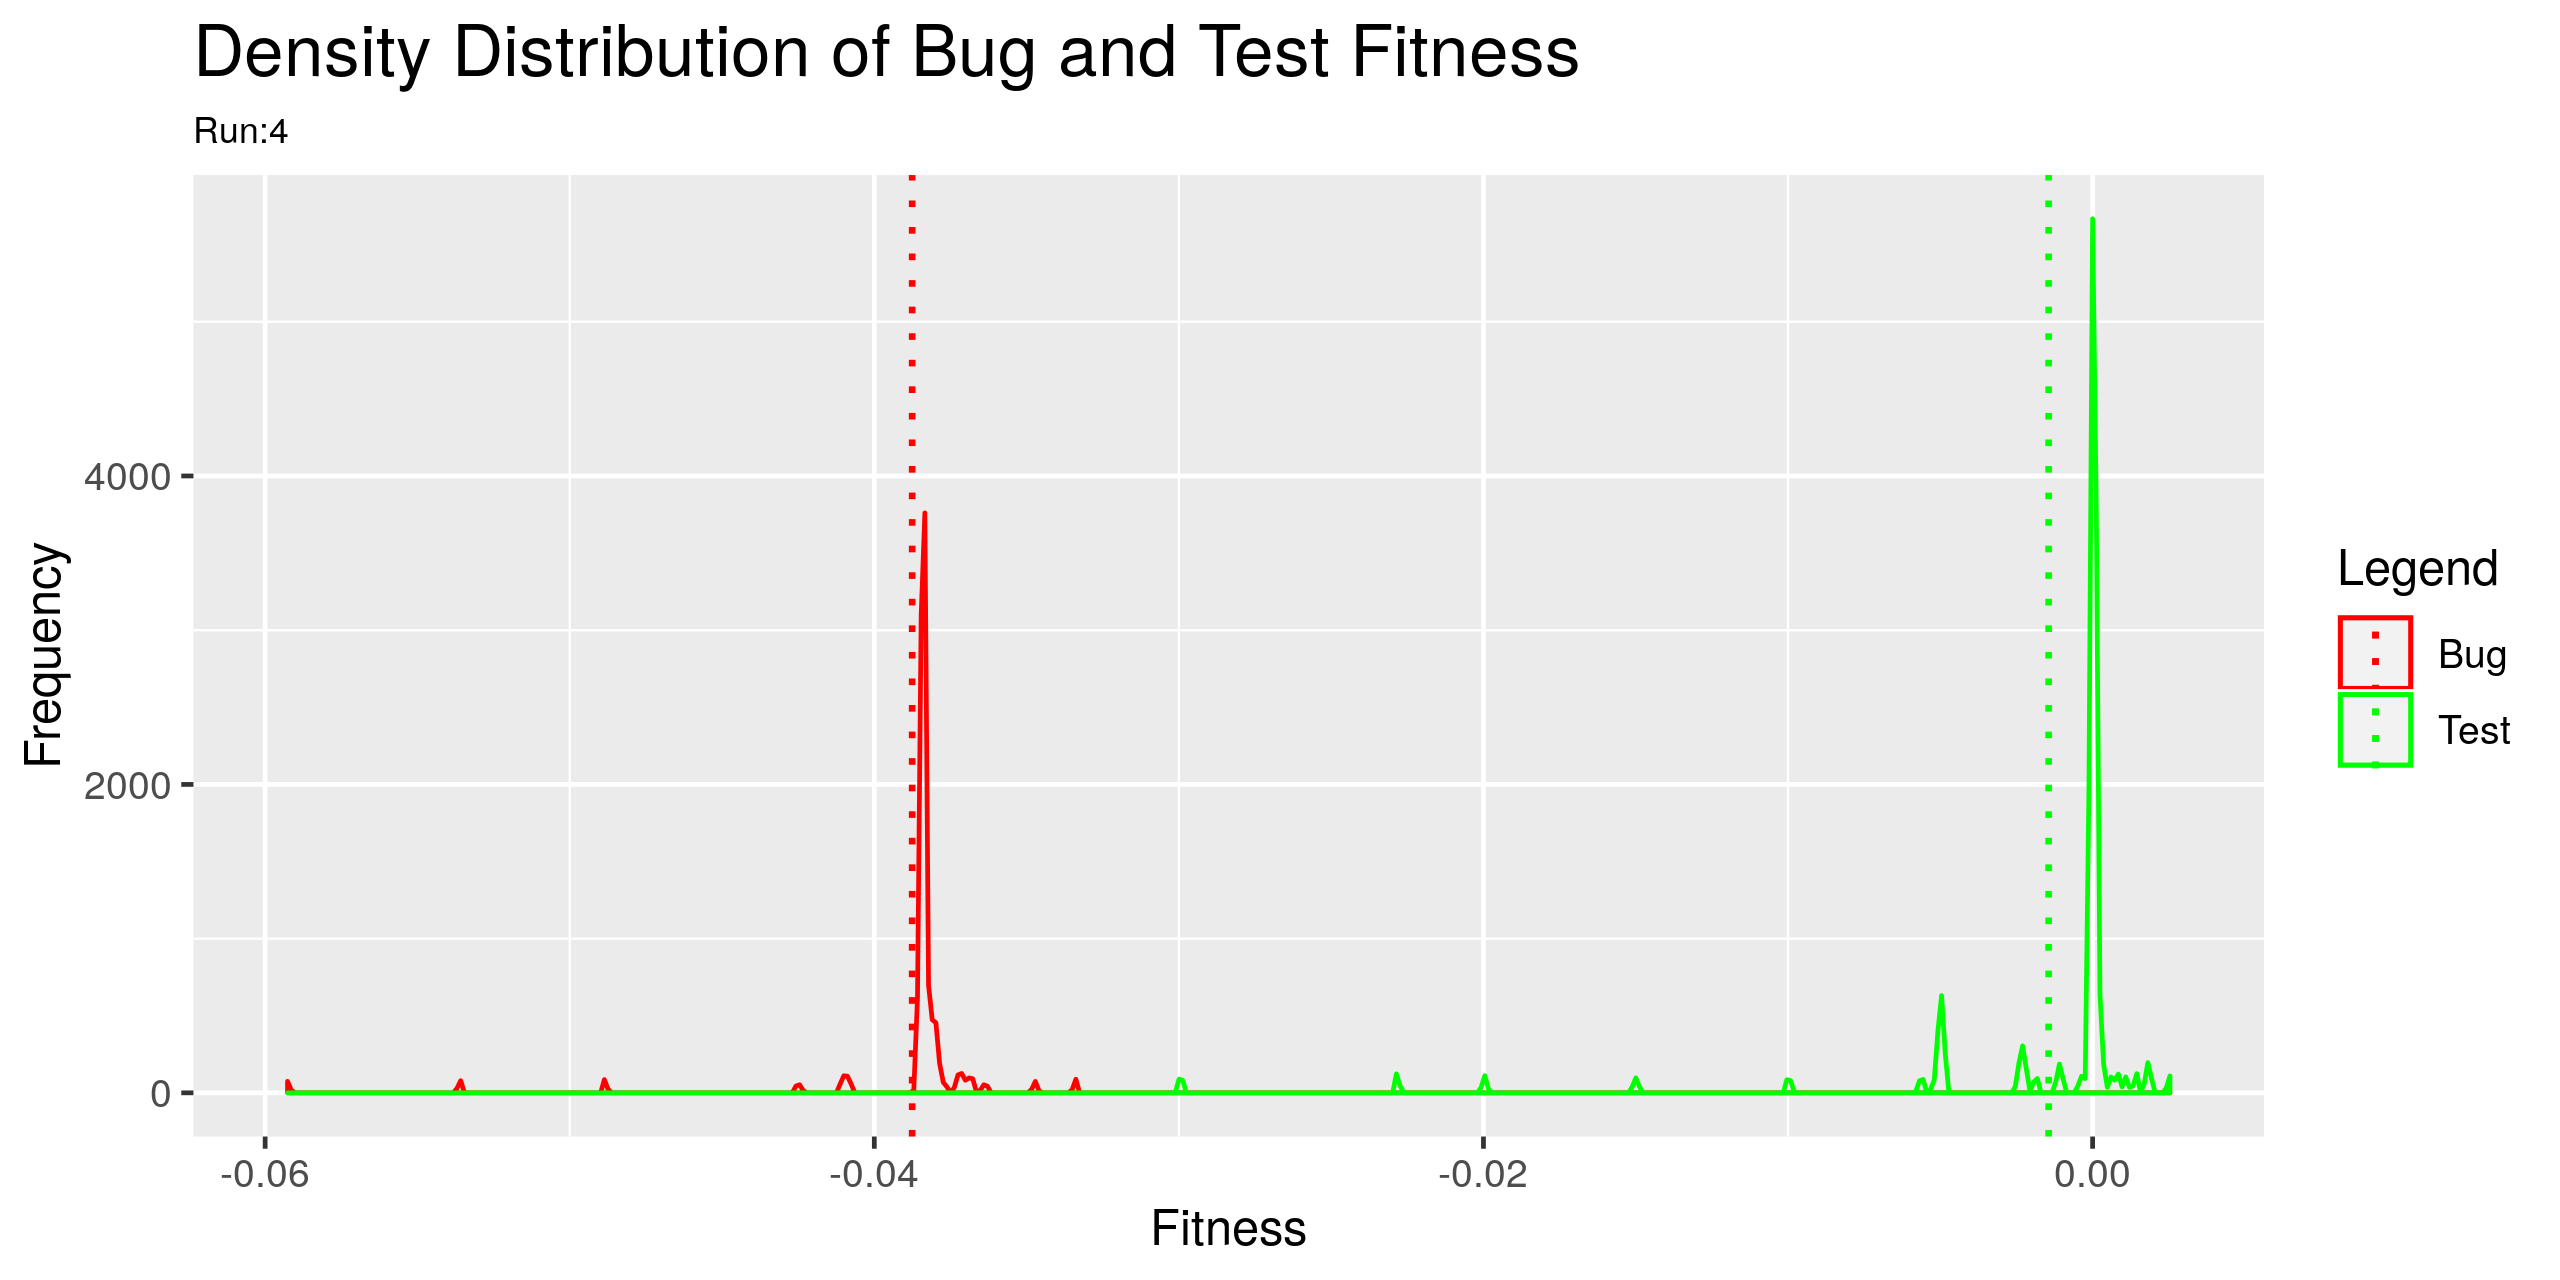 Density Distribution of Bug and Test Fitness
Run:4
Frequency
4000
2000
0
-0.06
-0.04
-0.02
0.00
Fitness
Legend
Bug
Test